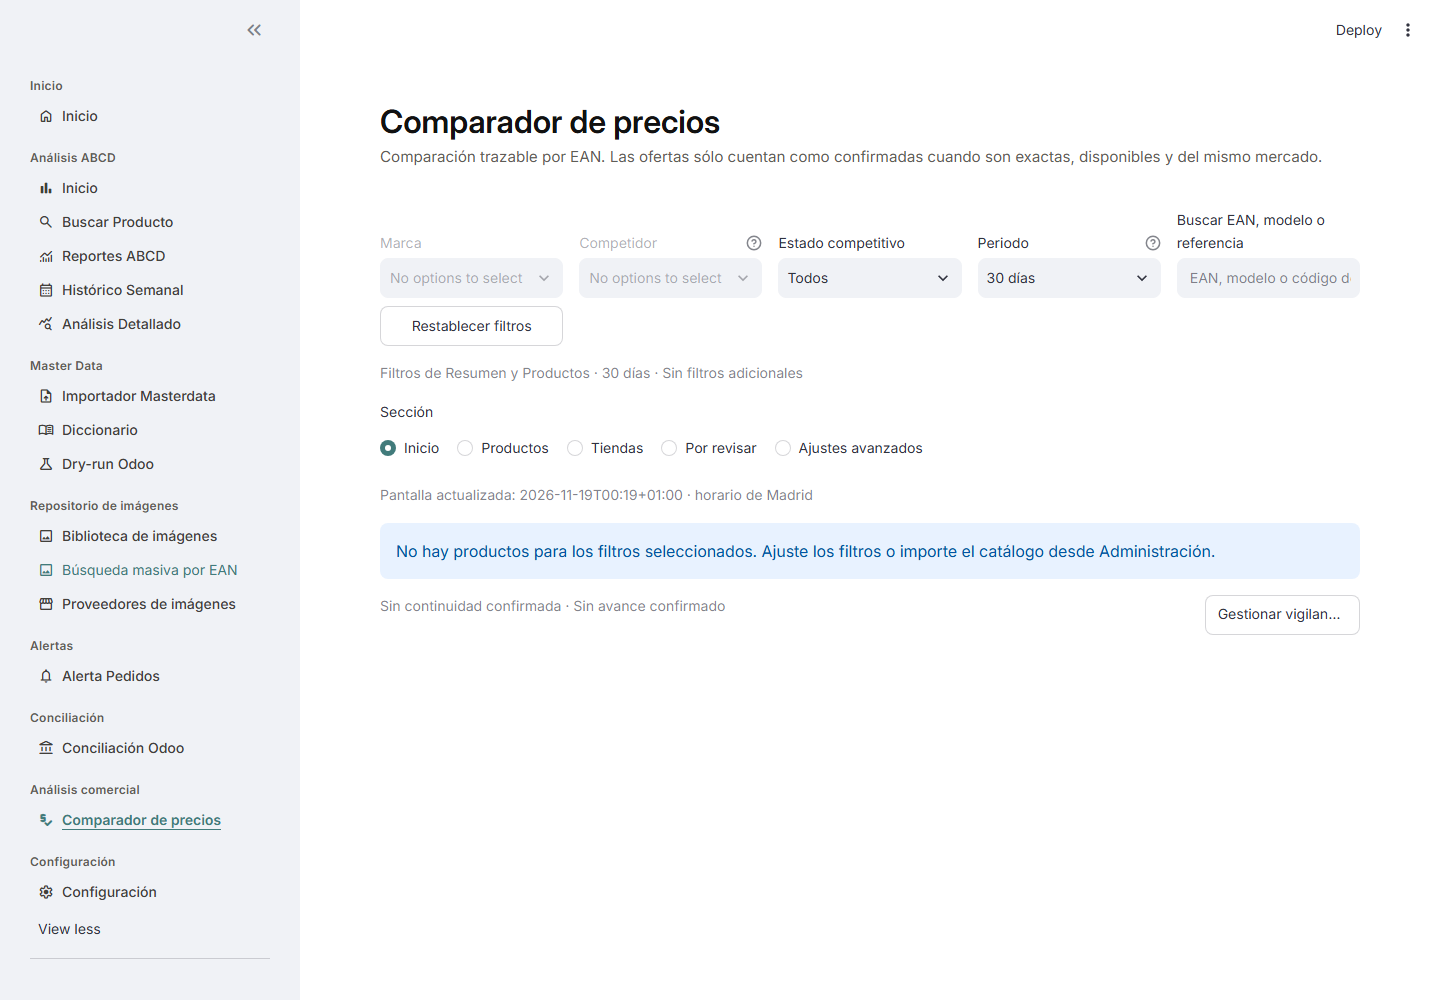 Deploy
Inicio
Inicio
Análisis ABCD
Inicio
Buscar Producto
Reportes ABCD
Histórico Semanal
Análisis Detallado
Master Data
Importador Masterdata
Diccionario
Dry-run Odoo
Repositorio de imágenes
Biblioteca de imágenes
Búsqueda masiva por EAN
Proveedores de imágenes
Alertas
Alerta Pedidos
Conciliación
Conciliación Odoo
Análisis comercial
Comparador de precios
Configuración
Configuración
View less
Comparador de precios
Comparación trazable por EAN. Las ofertas sólo cuentan como confirmadas cuando son exactas, disponibles y del mismo mercado.
Marca
No options to select
Competidor
No options to select
Estado competitivo
Todos
Periodo
30 días
Buscar EAN, modelo o
referencia
EAN, modelo o código d
Restablecer filtros
Filtros de Resumen y Productos · 30 días · Sin filtros adicionales
Sección
Inicio Productos Tiendas Por revisar Ajustes avanzados
Pantalla actualizada: 2026-11-19T00:19+01:00 · horario de Madrid
No hay productos para los filtros seleccionados. Ajuste los filtros o importe el catálogo desde Administración.
Sin continuidad confirmada · Sin avance confirmado
Gestionar vigilan...